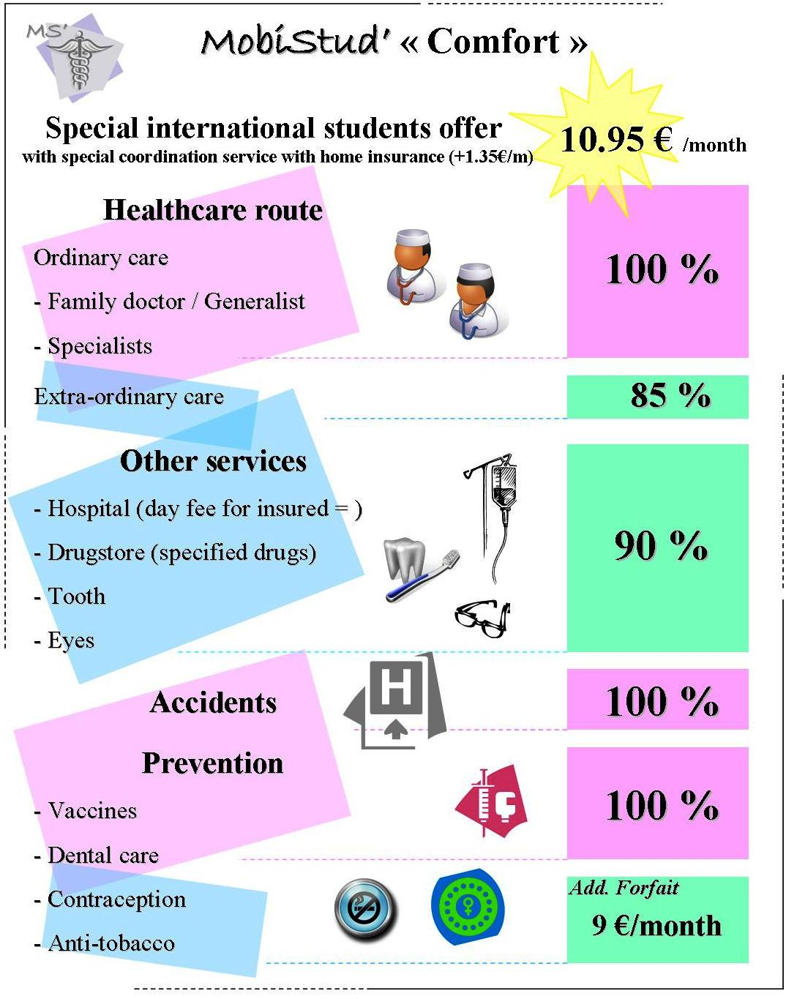 MS'
MobiStud' « Comfort »
Special international students offer
with special coordination service with home insurance (+1.35€/m)
10.95 € /month
Healthcare route
Ordinary care
- Family doctor / Generalist
- Specialists
100 %
Extra-ordinary care
85 %
Other services
- Hospital (day fee for insured = )
- Drugstore (specified drugs)
- Tooth
- Eyes
90 %
Accidents
H
100 %
Prevention
- Vaccines
- Dental care
100 %
- Contraception
- Anti-tobacco
Add. Forfait
9 €/month